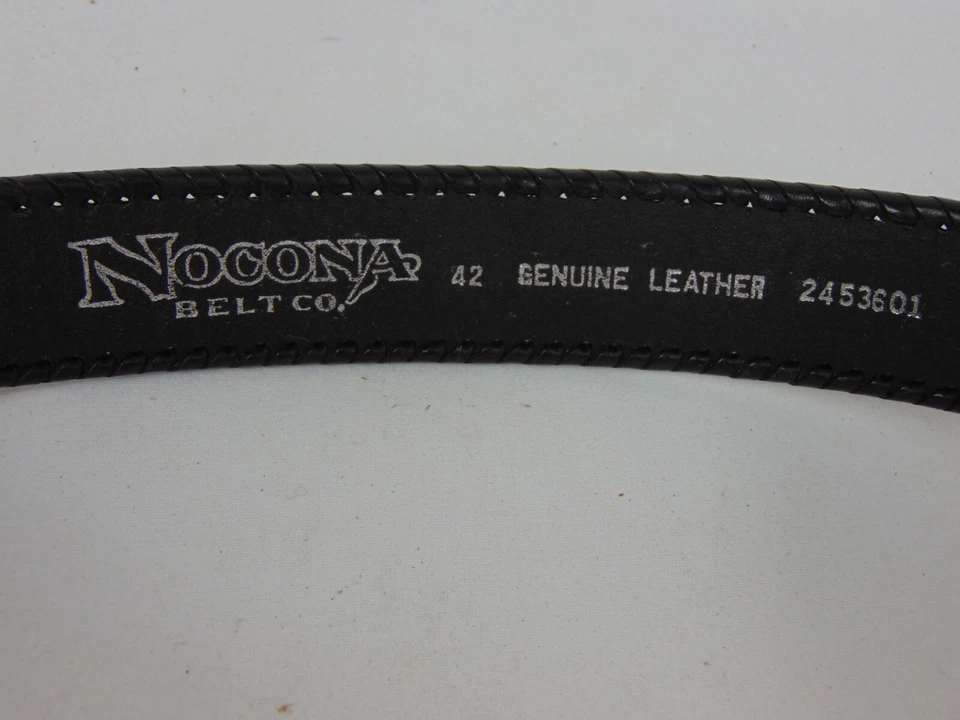 NOCONA
BELT CO.
42 GENUINE LEATHER 2453601